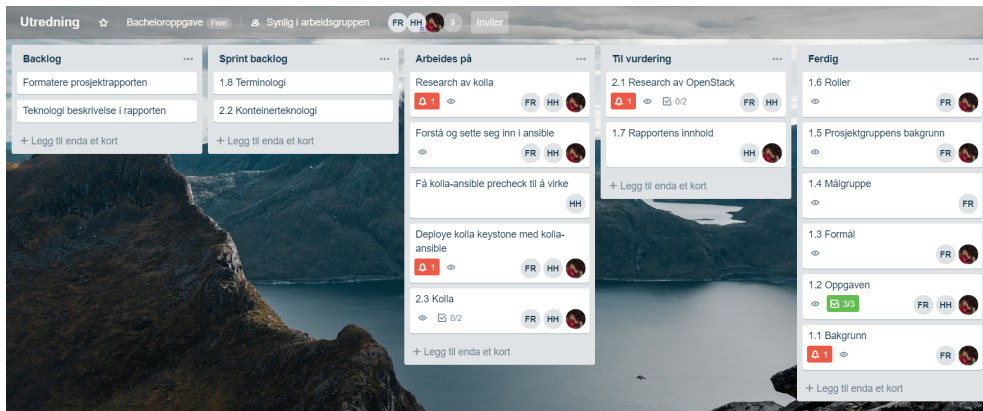 Utredning
Bacheloroppgave Free
Synlig i arbeidsgruppen
FR HH 3 Inviter
Backlog ...
Formatere prosjektrapporten
Teknologi beskrivelse i rapporten
+ Legg til enda et kort
Sprint backlog ...
1.8 Terminologi
2.2 Konteinerteknologi
+ Legg til enda et kort
Arbeides på ...
Research av kolla
1 FR HH
Forstå og sette seg inn i ansible
FR HH
Få kolla-ansible precheck til å virke
HH
Deploye kolla keystone med kolla-
ansible
1 FR HH
2.3 Kolla
0/2 FR HH
+ Legg til enda et kort
Til vurdering ...
2.1 Research av OpenStack
1 0/2 FR HH
1.7 Rapportens innhold
HH
+ Legg til enda et kort
Ferdig ...
1.6 Roller
FR
1.5 Prosjektgruppens bakgrunn
FR
1.4 Målgruppe
FR
1.3 Formål
FR
1.2 Oppgaven
3/3 FR HH
1.1 Bakgrunn
1 FR
+ Legg til enda et kort